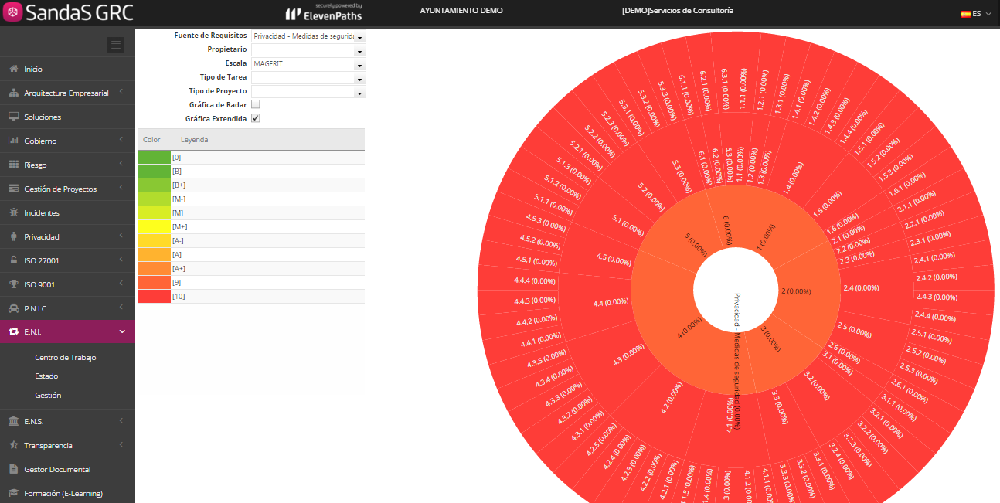 SandaS GRC
securely powered by
ElevenPaths
AYUNTAMIENTO DEMO
[DEMO]Servicios de Consultoría
ES
Inicio
Arquitectura Empresarial
Soluciones
Gobierno
Riesgo
Gestión de Proyectos
Incidentes
Privacidad
ISO 27001
ISO 9001
P.N.I.C.
E.N.I.
Centro de Trabajo
Estado
Gestión
E.N.S.
Transparencia
Gestor Documental
Formación (E-Learning)
Fuente de Requisitos Privacidad - Medidas de segurida
Propietario
Escala MAGERIT
Tipo de Tarea
Tipo de Proyecto
Gráfica de Radar
Gráfica Extendida
Color Leyenda
[0]
[B]
[B+]
[M-]
[M]
[M+]
[A-]
[A]
[A+]
[9]
[10]
Privacidad - Medidas de seguridad (0.00%)
1 (0.00%)
2 (0.00%)
3 (0.00%)
4 (0.00%)
5 (0.00%)
6 (0.00%)
1.1 (0.00%)
1.2 (0.00%)
1.3 (0.00%)
1.4 (0.00%)
1.5 (0.00%)
1.6 (0.00%)
2.1 (0.00%)
2.2 (0.00%)
2.3 (0.00%)
2.4 (0.00%)
2.5 (0.00%)
2.6 (0.00%)
3.1 (0.00%)
3.2 (0.00%)
3.3 (0.00%)
4.1 (0.00%)
4.2 (0.00%)
4.3 (0.00%)
4.4 (0.00%)
4.5 (0.00%)
5.1 (0.00%)
5.2 (0.00%)
5.3 (0.00%)
6.1 (0.00%)
6.2 (0.00%)
6.3 (0.00%)
1.1.1 (0.00%)
1.2.1 (0.00%)
1.3.1 (0.00%)
1.4.1 (0.00%)
1.4.2 (0.00%)
1.4.3 (0.00%)
1.4.4 (0.00%)
1.5.1 (0.00%)
1.5.2 (0.00%)
1.5.3 (0.00%)
1.6.1 (0.00%)
2.1.1 (0.00%)
2.2.1 (0.00%)
2.3.1 (0.00%)
2.4.1 (0.00%)
2.4.2 (0.00%)
2.4.3 (0.00%)
2.4.4 (0.00%)
2.5.1 (0.00%)
2.5.2 (0.00%)
2.5.3 (0.00%)
2.6.1 (0.00%)
3.1.1 (0.00%)
3.2.1 (0.00%)
3.2.2 (0.00%)
3.2.3 (0.00%)
3.2.4 (0.00%)
3.3.1 (0.00%)
3.3.2 (0.00%)
3.3.3 (0.00%)
4.1.1 (0.00%)
4.1.2 (0.00%)
.3 (0.00%)
1.4 (0.00%)
.1.5 (0.00%)
4.2.1 (0.00%)
4.2.2 (0.00%)
4.2.3 (0.00%)
4.2.4 (0.00%)
4.2.5 (0.00%)
4.3.1 (0.00%)
4.3.2 (0.00%)
4.3.3 (0.00%)
4.3.4 (0.00%)
4.3.5 (0.00%)
4.4.1 (0.00%)
4.4.2 (0.00%)
4.4.3 (0.00%)
4.4.4 (0.00%)
4.5.1 (0.00%)
4.5.2 (0.00%)
4.5.3 (0.00%)
5.1.1 (0.00%)
5.1.2 (0.00%)
5.1.3 (0.00%)
5.2.1 (0.00%)
5.2.2 (0.00%)
5.2.3 (0.00%)
5.3.1 (0.00%)
5.3.2 (0.00%)
5.3.3 (0.00%)
6.1.1 (0.00%)
6.2.1 (0.00%)
6.3.1 (0.00%)